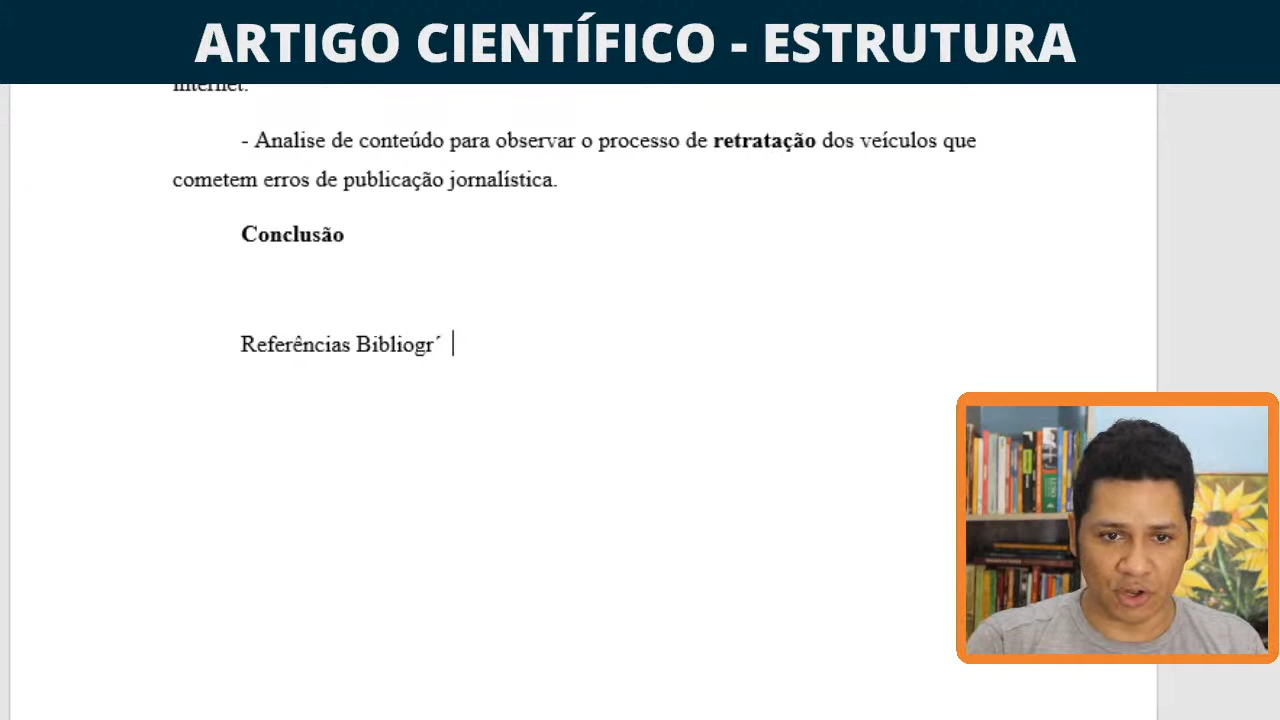 ARTIGO CIENTÍFICO - ESTRUTURA
internet.
- Analise de conteúdo para observar o processo de retratação dos veículos que
cometem erros de publicação jornalística.
Conclusão
Referências Bibliogr´